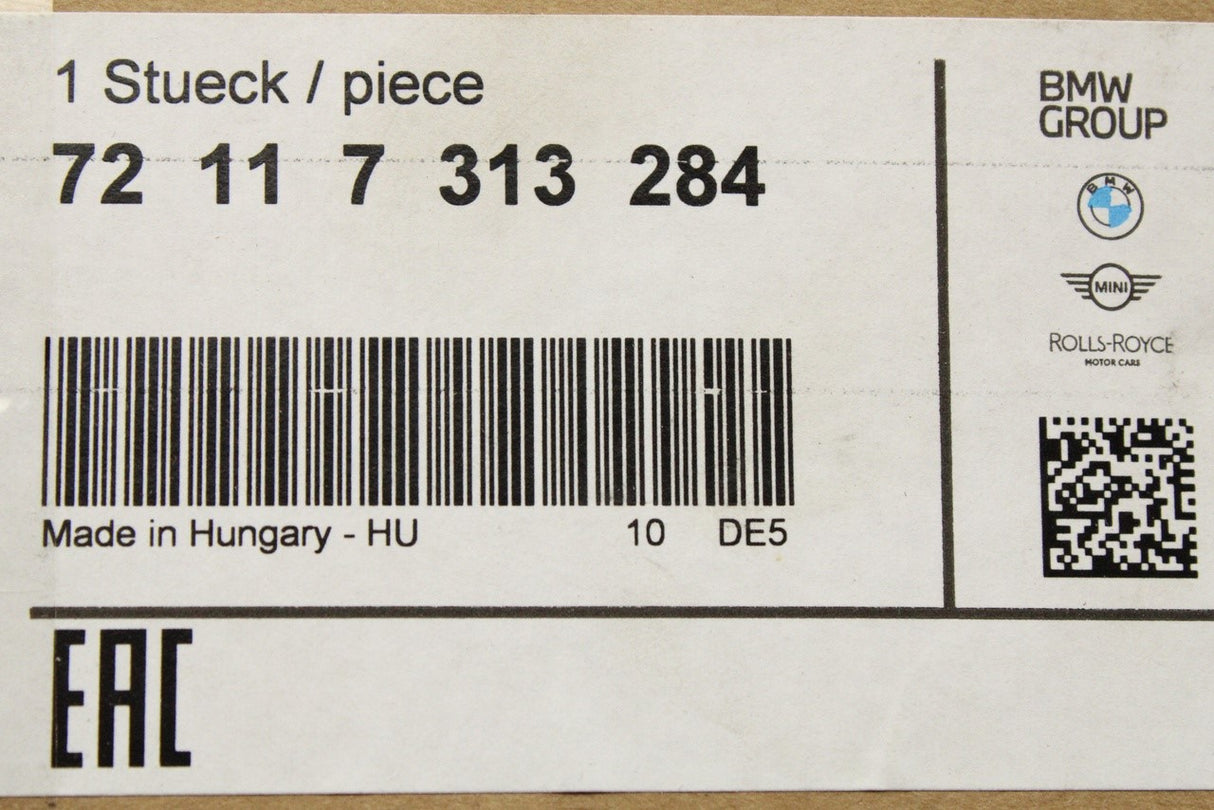 1 Stueck / piece
72 11 7 313 284
Made in Hungary - HU 10 DE5
BMW
GROUP
BMW
MINI
ROLLS-ROYCE
MOTOR CARS
EAC